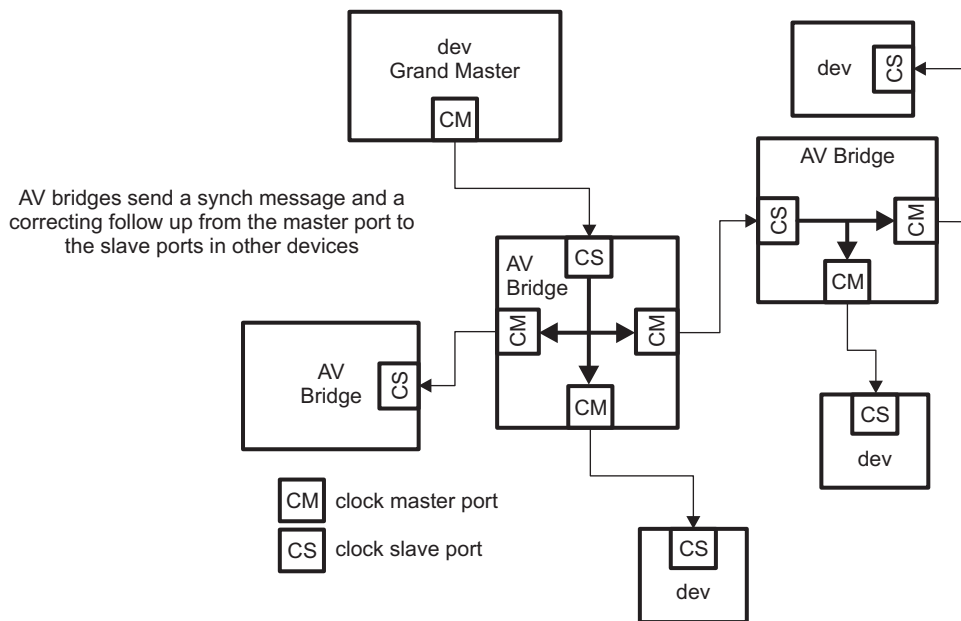 dev
Grand Master
CM
dev
CS
AV Bridge
CS
CM
CM
AV bridges send a synch message and a
correcting follow up from the master port to
the slave ports in other devices
AV
Bridge
CS
CM
CM
CM
AV
Bridge
CS
CS
dev
CM clock master port
CS clock slave port
CS
dev